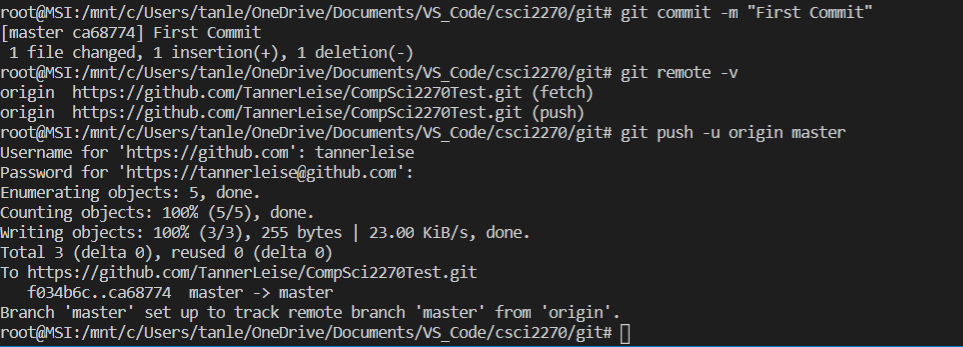 root@MSI:/mnt/c/Users/tanle/OneDrive/Documents/VS_Code/csci2270/git# git commit -m "First Commit"
[master ca68774] First Commit
 1 file changed, 1 insertion(+), 1 deletion(-)
root@MSI:/mnt/c/Users/tanle/OneDrive/Documents/VS_Code/csci2270/git# git remote -v
origin  https://github.com/TannerLeise/CompSci2270Test.git (fetch)
origin  https://github.com/TannerLeise/CompSci2270Test.git (push)
root@MSI:/mnt/c/Users/tanle/OneDrive/Documents/VS_Code/csci2270/git# git push -u origin master
Username for 'https://github.com': tannerleise
Password for 'https://tannerleise@github.com':
Enumerating objects: 5, done.
Counting objects: 100% (5/5), done.
Writing objects: 100% (3/3), 255 bytes | 23.00 KiB/s, done.
Total 3 (delta 0), reused 0 (delta 0)
To https://github.com/TannerLeise/CompSci2270Test.git
   f034b6c..ca68774  master -> master
Branch 'master' set up to track remote branch 'master' from 'origin'.
root@MSI:/mnt/c/Users/tanle/OneDrive/Documents/VS_Code/csci2270/git#